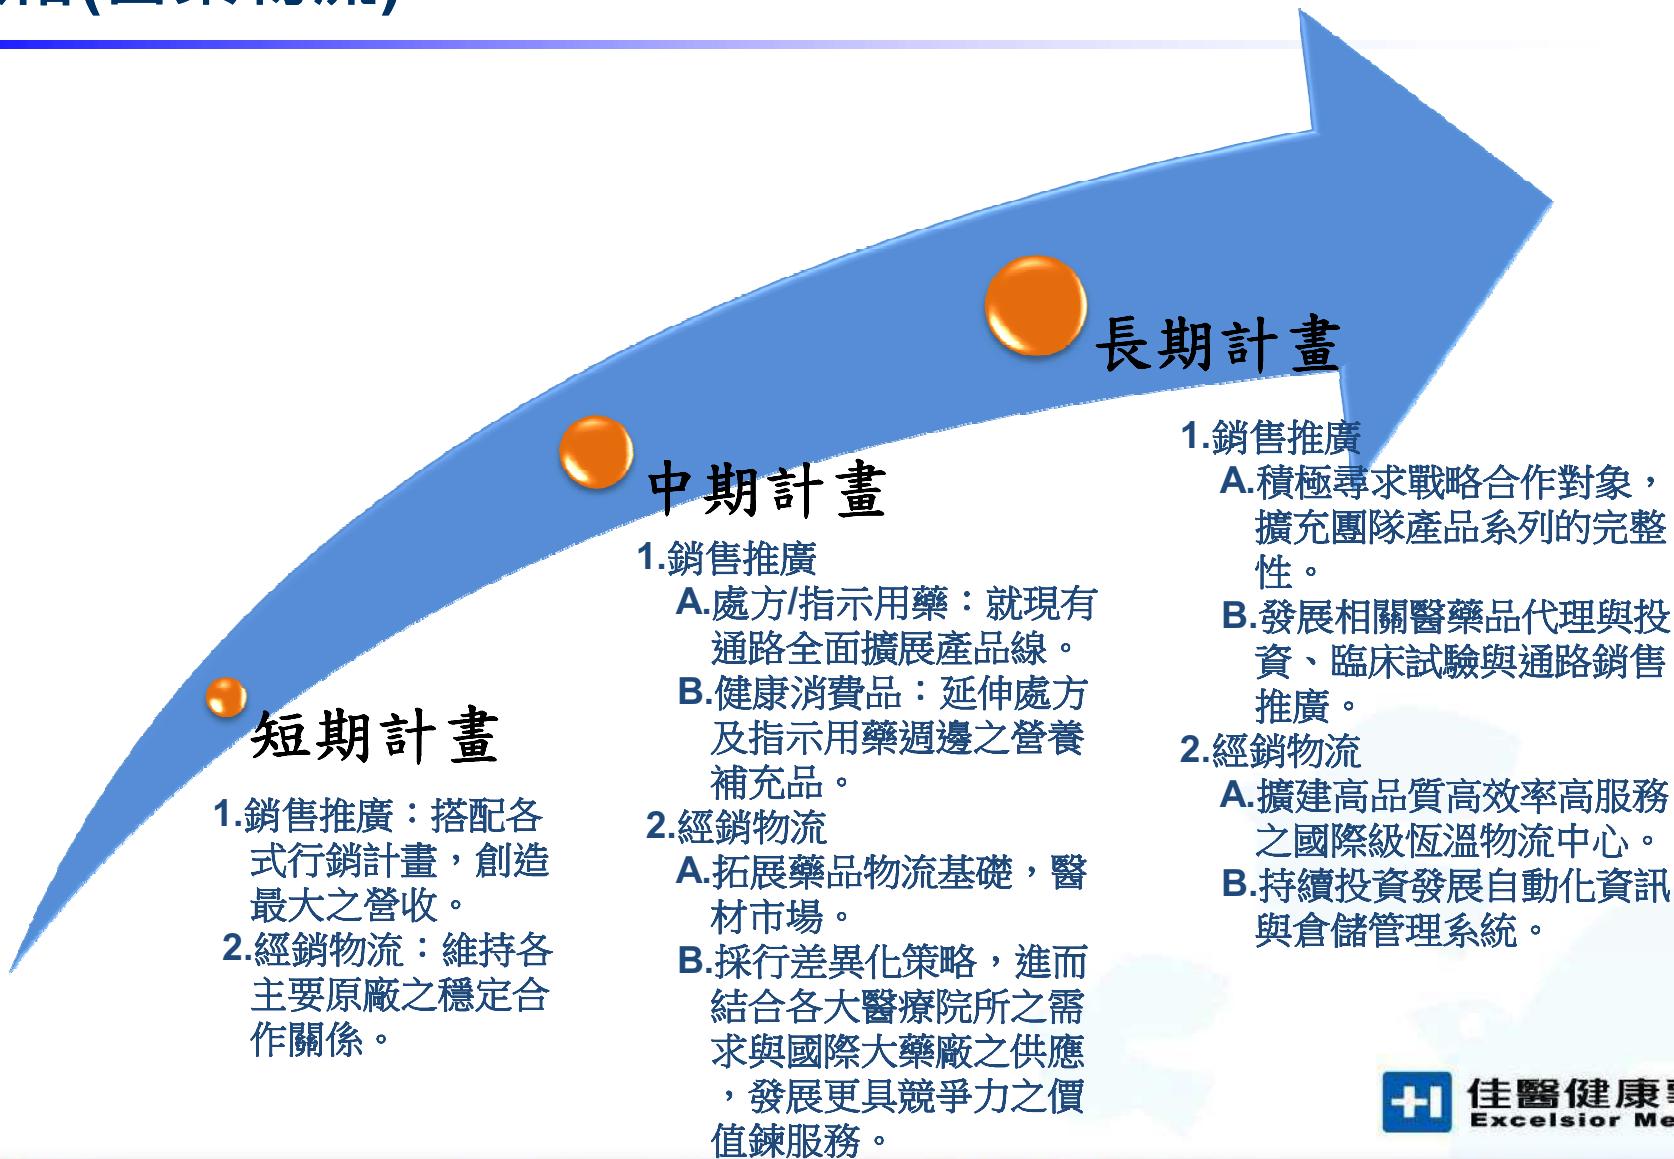 短期計畫
1.銷售推廣：搭配各
式行銷計畫，創造
最大之營收。
2.經銷物流：維持各
主要原廠之穩定合
作關係。
中期計畫
1.銷售推廣
A.處方/指示用藥：就現有
通路全面擴展產品線。
B.健康消費品：延伸處方
及指示用藥週邊之營養
補充品。
2.經銷物流
A.拓展藥品物流基礎，醫
材市場。
B.採行差異化策略，進而
結合各大醫療院所之需
求與國際大藥廠之供應
，發展更具競爭力之價
值鍊服務。
長期計畫
1.銷售推廣
A.積極尋求戰略合作對象，
擴充團隊產品系列的完整
性。
B.發展相關醫藥品代理與投
資、臨床試驗與通路銷售
推廣。
2.經銷物流
A.擴建高品質高效率高服務
之國際級恆溫物流中心。
B.持續投資發展自動化資訊
與倉儲管理系統。
佳醫健康
Excelsior Me